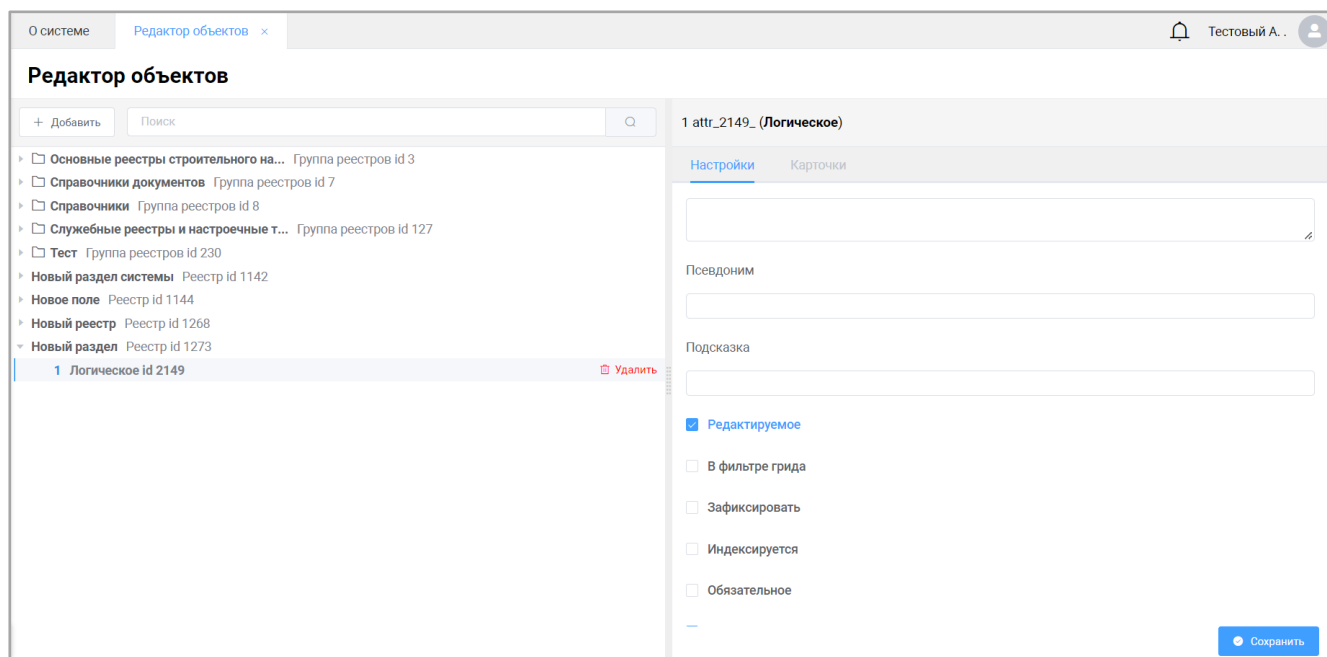 О системе
Редактор объектов ×
Тестовый А. .
Редактор объектов
+ Добавить
Поиск
Основные реестры строительного на... Группа реестров id 3
Справочники документов Группа реестров id 7
Справочники Группа реестров id 8
Служебные реестры и настроечные т... Группа реестров id 127
Тест Группа реестров id 230
Новый раздел системы Реестр id 1142
Новое поле Реестр id 1144
Новый реестр Реестр id 1268
Новый раздел Реестр id 1273
1 Логическое id 2149
Удалить
1 attr_2149_ (Логическое)
Настройки
Карточки
Псевдоним
Подсказка
Редактируемое
В фильтре грида
Зафиксировать
Индексируется
Обязательное
Сохранить